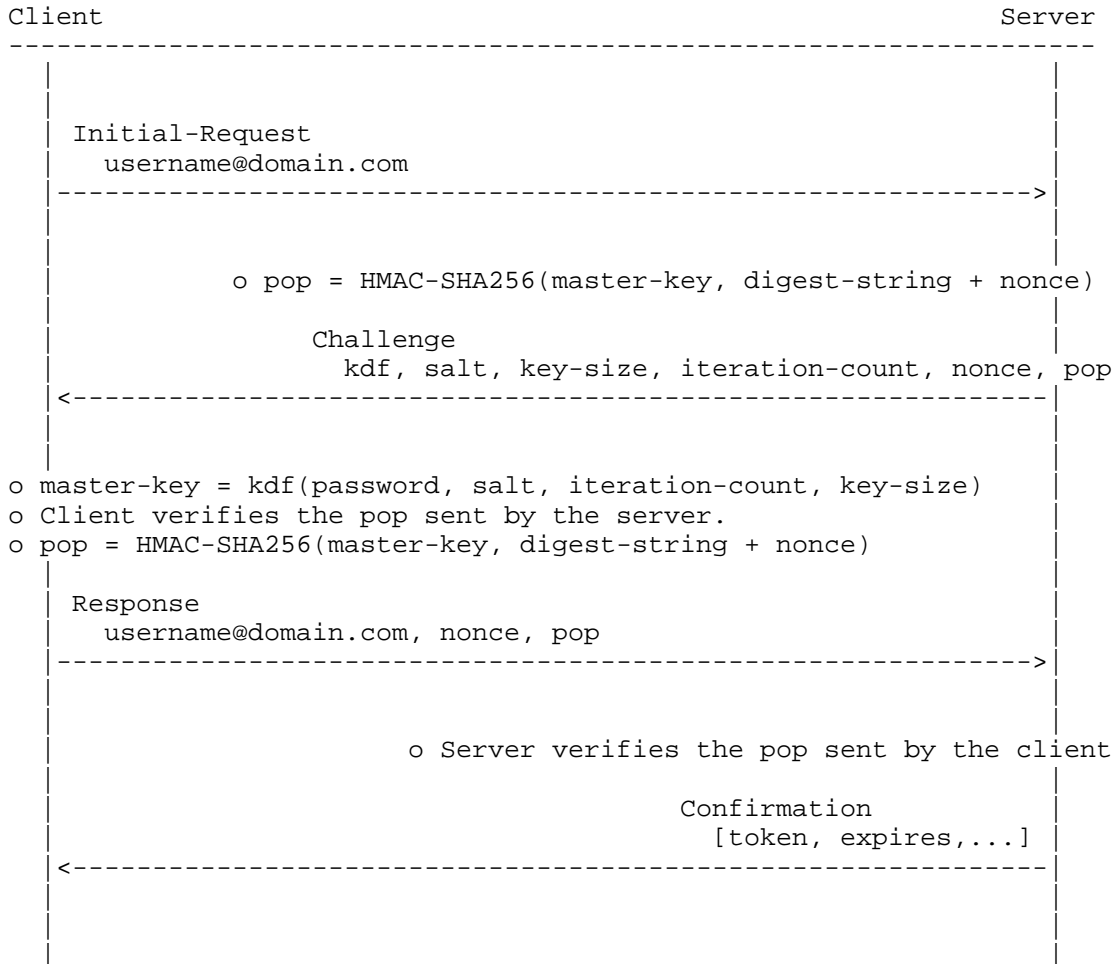 Client Server
--------------------------------------------------------------------
Initial-Request
username@domain.com
------------------------------------------------------------->
o pop = HMAC-SHA256(master-key, digest-string + nonce)
Challenge
kdf, salt, key-size, iteration-count, nonce, pop
<-------------------------------------------------------------
o master-key = kdf(password, salt, iteration-count, key-size)
o Client verifies the pop sent by the server.
o pop = HMAC-SHA256(master-key, digest-string + nonce)
Response
username@domain.com, nonce, pop
------------------------------------------------------------->
o Server verifies the pop sent by the client
Confirmation
[token, expires,...]
<-------------------------------------------------------------